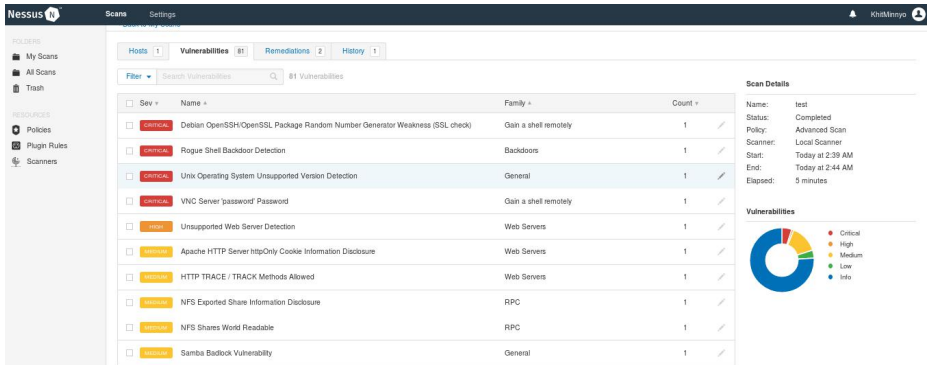 Nessus N
Scans Settings
KhitMinnyo
FOLDERS
My Scans
All Scans
Trash
RESOURCES
Policies
Plugin Rules
Scanners
Back to My Scans
Hosts 1 Vulnerabilities 81 Remediations 2 History 1
Filter Search Vulnerabilities 81 Vulnerabilities
Sev Name Family Count
CRITICAL Debian OpenSSH/OpenSSL Package Random Number Generator Weakness (SSL check) Gain a shell remotely 1
CRITICAL Rogue Shell Backdoor Detection Backdoors 1
CRITICAL Unix Operating System Unsupported Version Detection General 1
CRITICAL VNC Server 'password' Password Gain a shell remotely 1
HIGH Unsupported Web Server Detection Web Servers 1
MEDIUM Apache HTTP Server httpOnly Cookie Information Disclosure Web Servers 1
MEDIUM HTTP TRACE / TRACK Methods Allowed Web Servers 1
MEDIUM NFS Exported Share Information Disclosure RPC 1
MEDIUM NFS Shares World Readable RPC 1
MEDIUM Samba Badlock Vulnerability General 1
Scan Details
Name: test
Status: Completed
Policy: Advanced Scan
Scanner: Local Scanner
Start: Today at 2:39 AM
End: Today at 2:44 AM
Elapsed: 5 minutes
Vulnerabilities
Critical
High
Medium
Low
Info